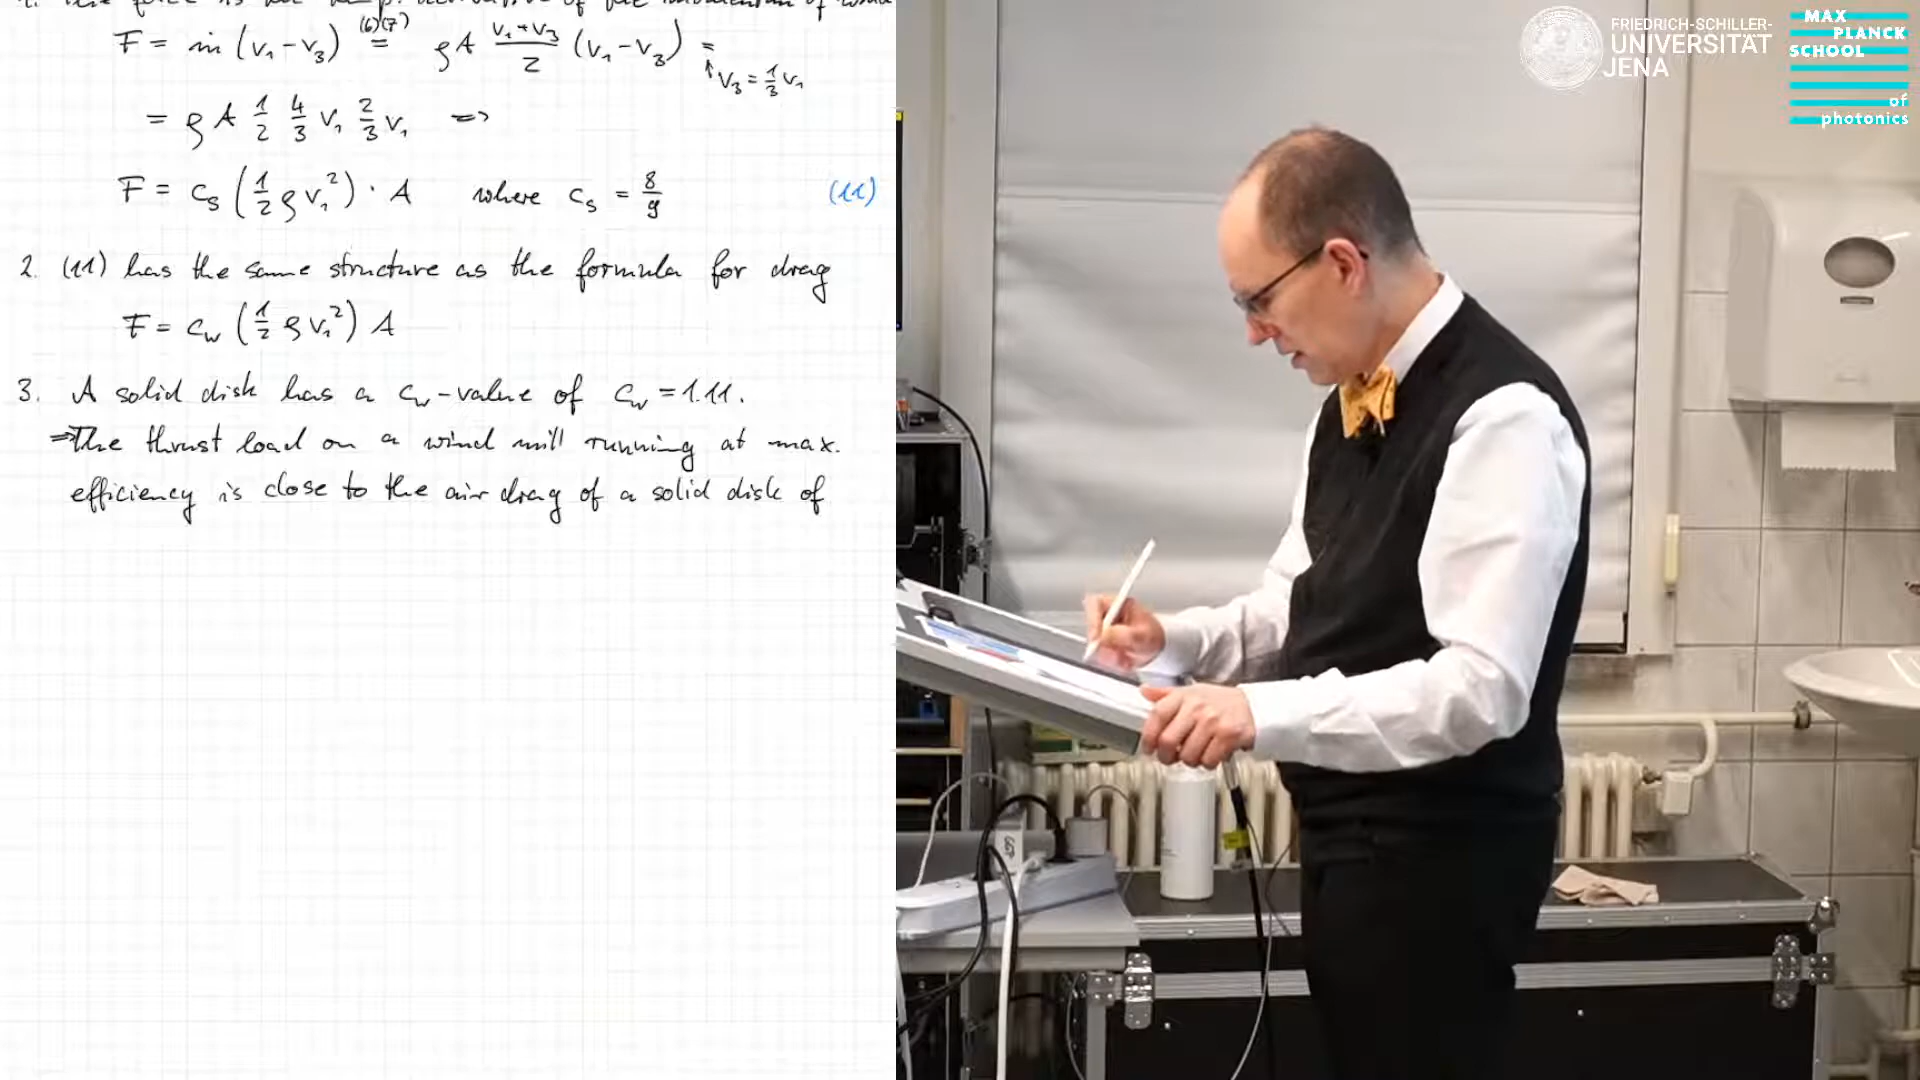 F = ṁ (v₁ - v₃) (6)(7) = ρA (v₁+v₃)/2 (v₁ - v₃) =
↑ v₃ = 1/3 v₁
= ρ A 1/2 4/3 v₁ 2/3 v₁ =>
F = cₛ (1/2 ρ v₁²) · A where cₛ = 8/9 (11)
2. (11) has the same structure as the formula for drag
F = c_w (1/2 ρ v₁²) A
3. A solid disk has a c_w-value of c_w = 1.11.
⇒ The thrust load on a wind mill running at max.
efficiency is close to the air drag of a solid disk of
FRIEDRICH-SCHILLER-
UNIVERSITÄT
JENA
MAX
PLANCK
SCHOOL
of
photonics